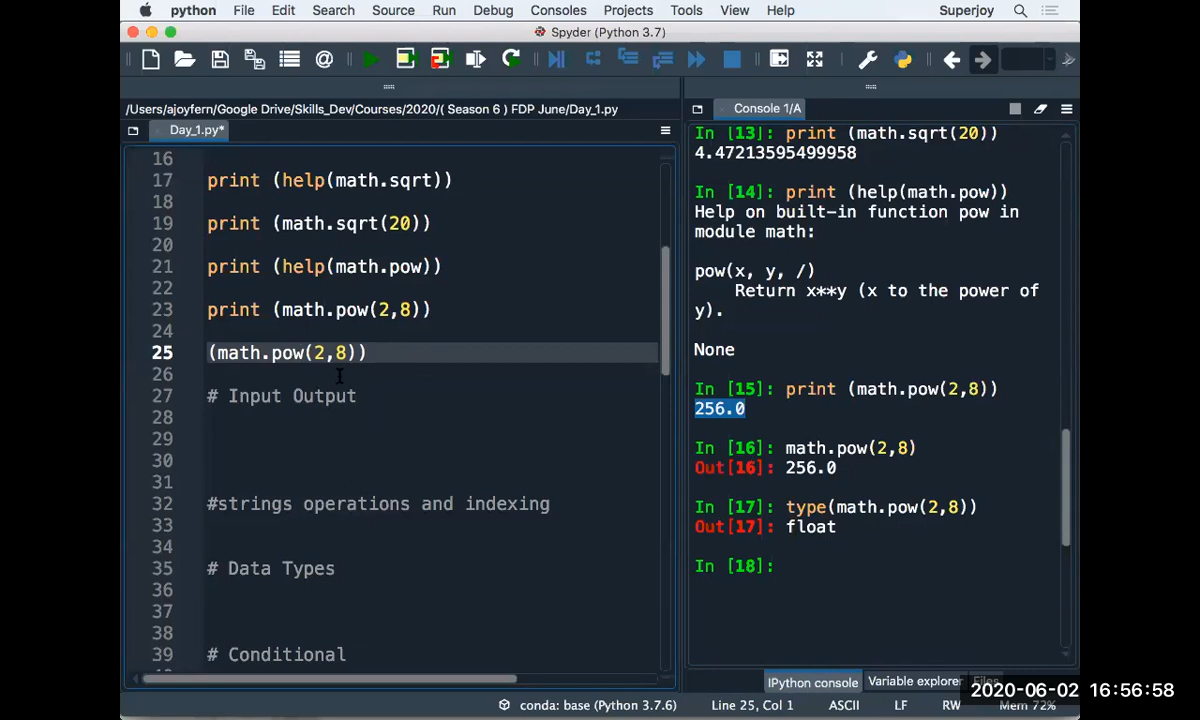 python File Edit Search Source Run Debug Consoles Projects Tools View Help Superjoy
Spyder (Python 3.7)
/Users/ajoyfern/Google Drive/Skills_Dev/Courses/2020/( Season 6 ) FDP June/Day_1.py
Day_1.py*
16
17 print (help(math.sqrt))
18
19 print (math.sqrt(20))
20
21 print (help(math.pow))
22
23 print (math.pow(2,8))
24
25 (math.pow(2,8))
26
27 # Input Output
28
29
30
31
32 #strings operations and indexing
33
34
35 # Data Types
36
37
38
39 # Conditional
Console 1/A
In [13]: print (math.sqrt(20))
4.47213595499958
In [14]: print (help(math.pow))
Help on built-in function pow in
module math:
pow(x, y, /)
Return x**y (x to the power of
y).
None
In [15]: print (math.pow(2,8))
256.0
In [16]: math.pow(2,8)
Out[16]: 256.0
In [17]: type(math.pow(2,8))
Out[17]: float
In [18]:
IPython console Variable explorer Files
2020-06-02 16:56:58
conda: base (Python 3.7.6) Line 25, Col 1 ASCII LF RW Mem 72%